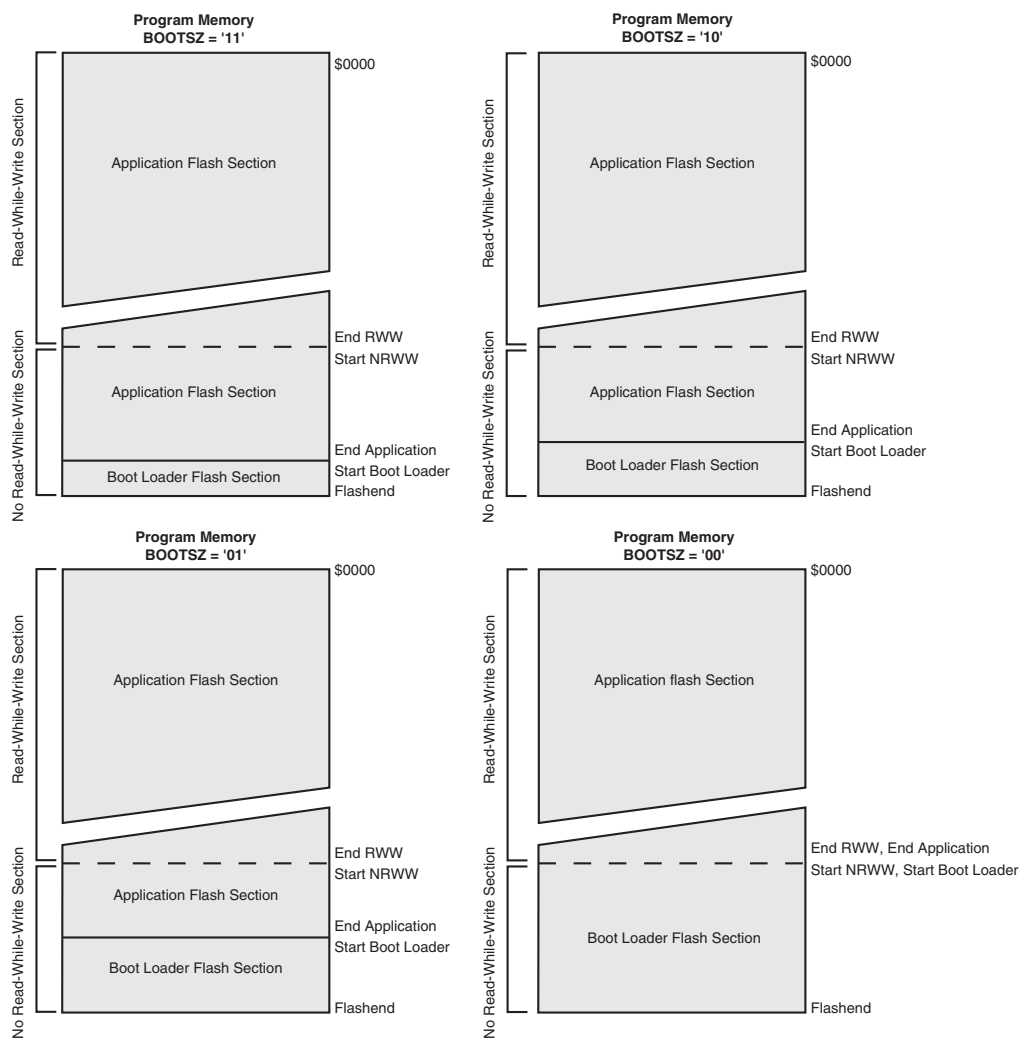 Program Memory
BOOTSZ = '11'
$0000
Read-While-Write Section
Application Flash Section
End RWW
Start NRWW
No Read-While-Write Section
Application Flash Section
End Application
Start Boot Loader
Boot Loader Flash Section
Flashend
Program Memory
BOOTSZ = '10'
$0000
Read-While-Write Section
Application Flash Section
End RWW
Start NRWW
No Read-While-Write Section
Application Flash Section
End Application
Start Boot Loader
Boot Loader Flash Section
Flashend
Program Memory
BOOTSZ = '01'
$0000
Read-While-Write Section
Application Flash Section
End RWW
Start NRWW
No Read-While-Write Section
Application Flash Section
End Application
Start Boot Loader
Boot Loader Flash Section
Flashend
Program Memory
BOOTSZ = '00'
$0000
Read-While-Write Section
Application flash Section
End RWW, End Application
Start NRWW, Start Boot Loader
No Read-While-Write Section
Boot Loader Flash Section
Flashend